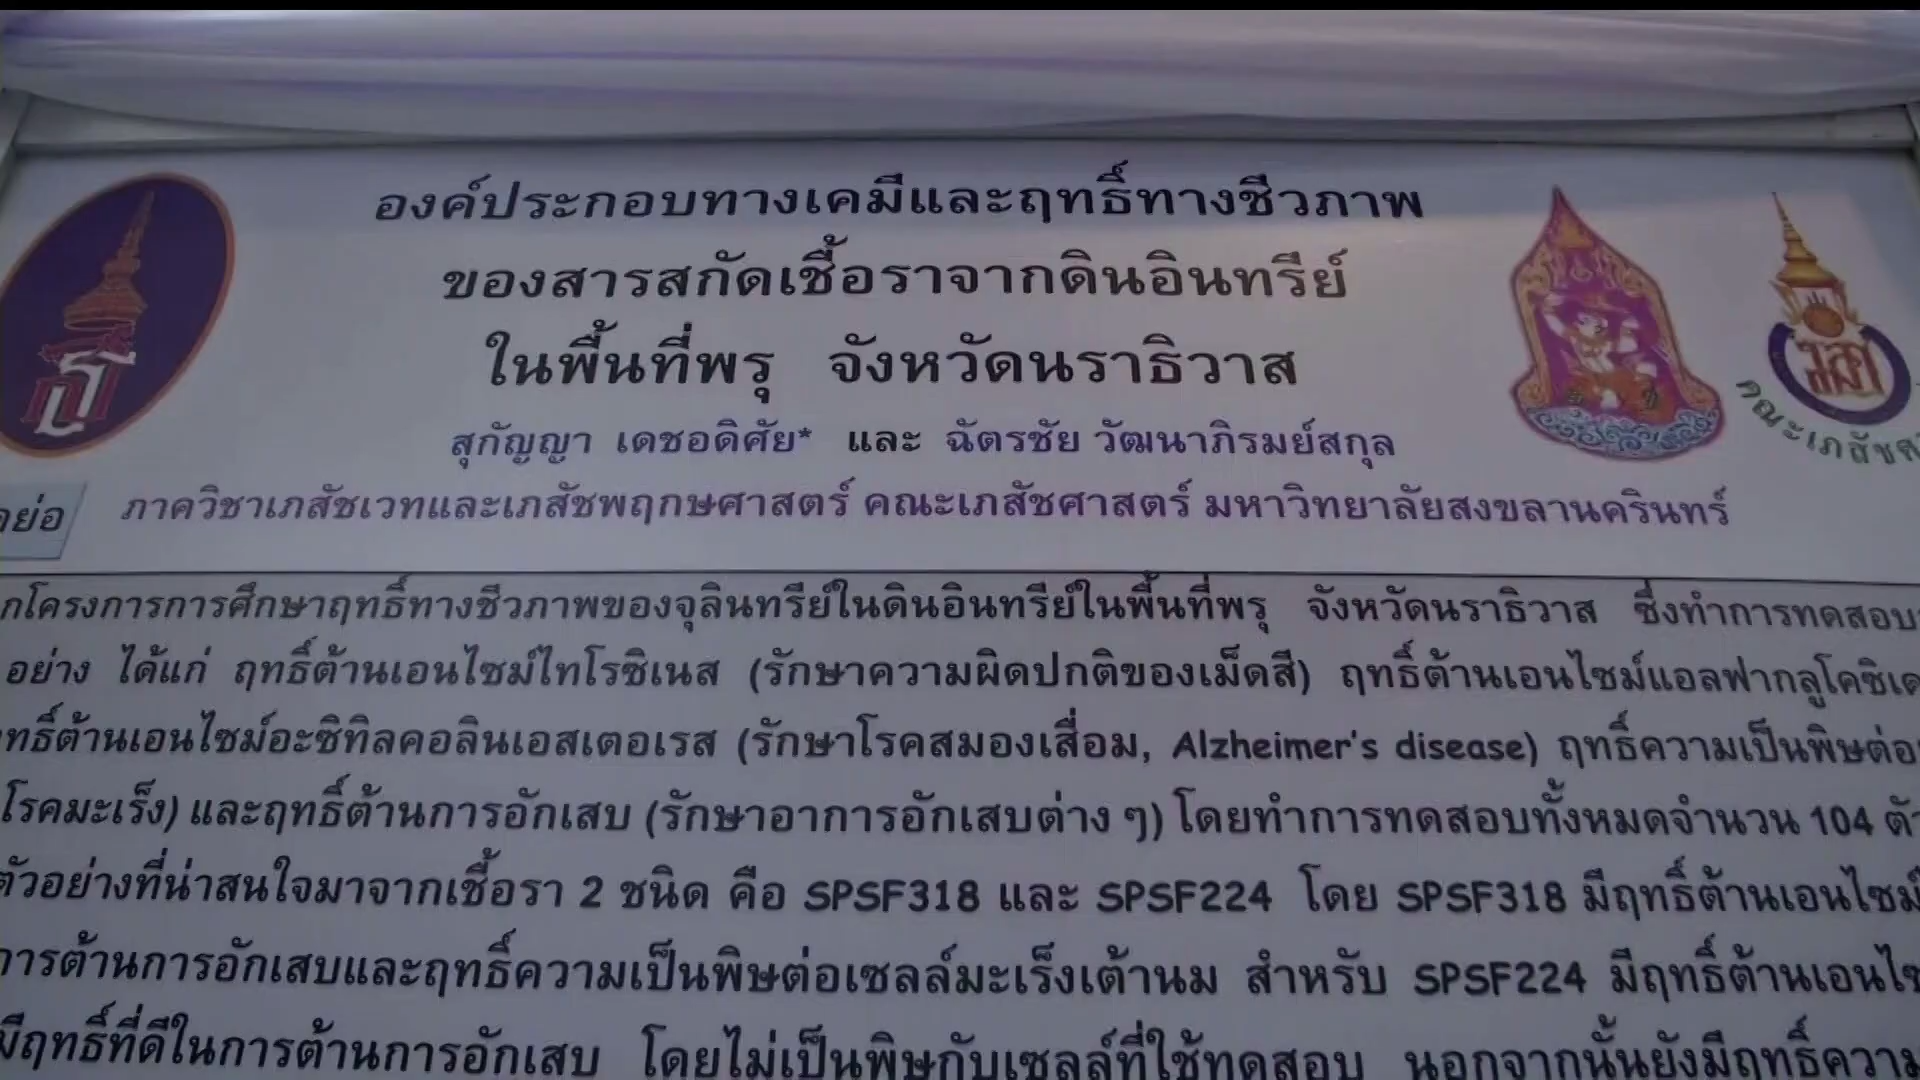 องค์ประกอบทางเคมีและฤทธิ์ทางชีวภาพ
ของสารสกัดเชื้อราจากดินอินทรีย์
ในพื้นที่พรุ จังหวัดนราธิวาส
สุกัญญา เดชอดิศัย* และ ฉัตรชัย วัฒนาภิรมย์สกุล
ภาควิชาเภสัชเวทและเภสัชพฤกษศาสตร์ คณะเภสัชศาสตร์ มหาวิทยาลัยสงขลานครินทร์
โครงการการศึกษาฤทธิ์ทางชีวภาพของจุลินทรีย์ในดินอินทรีย์ในพื้นที่พรุ จังหวัดนราธิวาส ซึ่งทำการทดสอบ
อย่าง ได้แก่ ฤทธิ์ต้านเอนไซม์ไทโรซิเนส (รักษาความผิดปกติของเม็ดสี) ฤทธิ์ต้านเอนไซม์แอลฟากลูโคซิเด
ทธิ์ต้านเอนไซม์อะซิทิลคอลินเอสเตอเรส (รักษาโรคสมองเสื่อม, Alzheimer's disease) ฤทธิ์ความเป็นพิษต่อ
โรคมะเร็ง) และฤทธิ์ต้านการอักเสบ (รักษาอาการอักเสบต่าง ๆ) โดยทำการทดสอบทั้งหมดจำนวน 104 ตัว
ตัวอย่างที่น่าสนใจมาจากเชื้อรา 2 ชนิด คือ SPSF318 และ SPSF224 โดย SPSF318 มีฤทธิ์ต้านเอนไซม์
การต้านการอักเสบและฤทธิ์ความเป็นพิษต่อเซลล์มะเร็งเต้านม สำหรับ SPSF224 มีฤทธิ์ต้านเอนไซ
มีฤทธิ์ที่ดีในการต้านการอักเสบ โดยไม่เป็นพิษกับเซลล์ที่ใช้ทดสอบ นอกจากนั้นยังมีฤทธิ์ความ